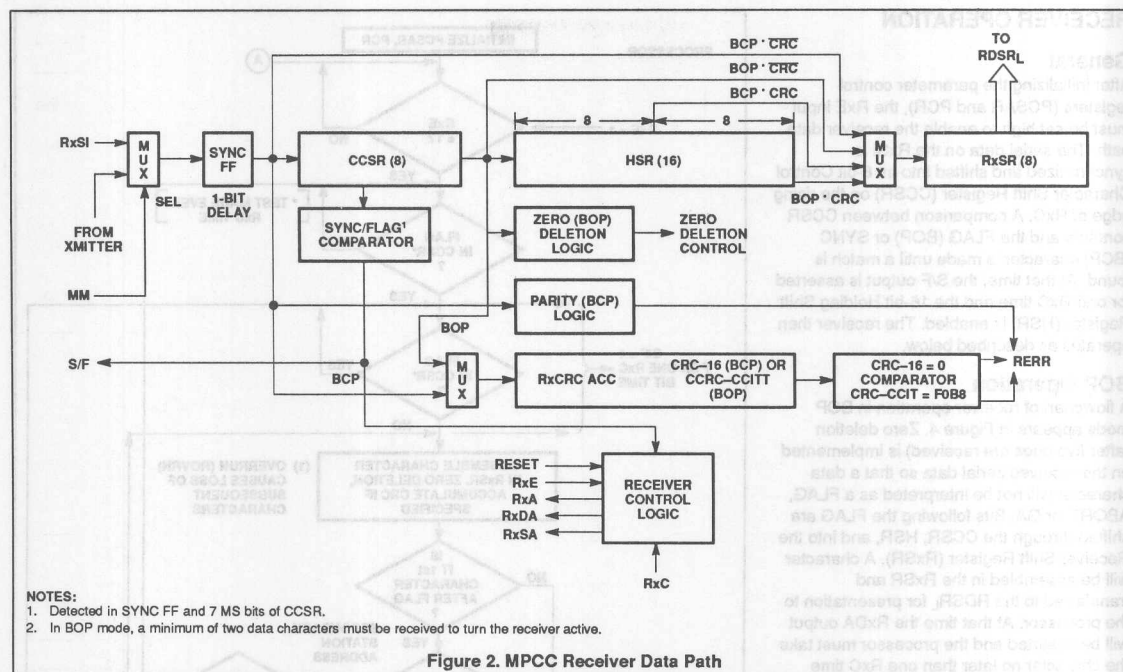 TO
RDSRL
BCP · CRC
BOP · CRC
BCP · CRC
8 8
RxSI
MUX
SYNC FF
CCSR (8)
HSR (16)
MUX
RxSR (8)
SEL
1-BIT
DELAY
BOP · CRC
FROM
XMITTER
SYNC/FLAG¹
COMPARATOR
ZERO (BOP)
DELETION
LOGIC
ZERO
DELETION
CONTROL
MM
PARITY (BCP)
LOGIC
BOP
S/F
BCP
MUX
RxCRC ACC
CRC–16 (BCP) OR
CCRC–CCITT
(BOP)
CRC–16 = 0
COMPARATOR
CRC–CCIT = F0B8
RERR
RESET
RxE
RxA
RxDA
RxSA
RECEIVER
CONTROL
LOGIC
RxC
NOTES:
1. Detected in SYNC FF and 7 MS bits of CCSR.
2. In BOP mode, a minimum of two data characters must be received to turn the receiver active.
Figure 2. MPCC Receiver Data Path